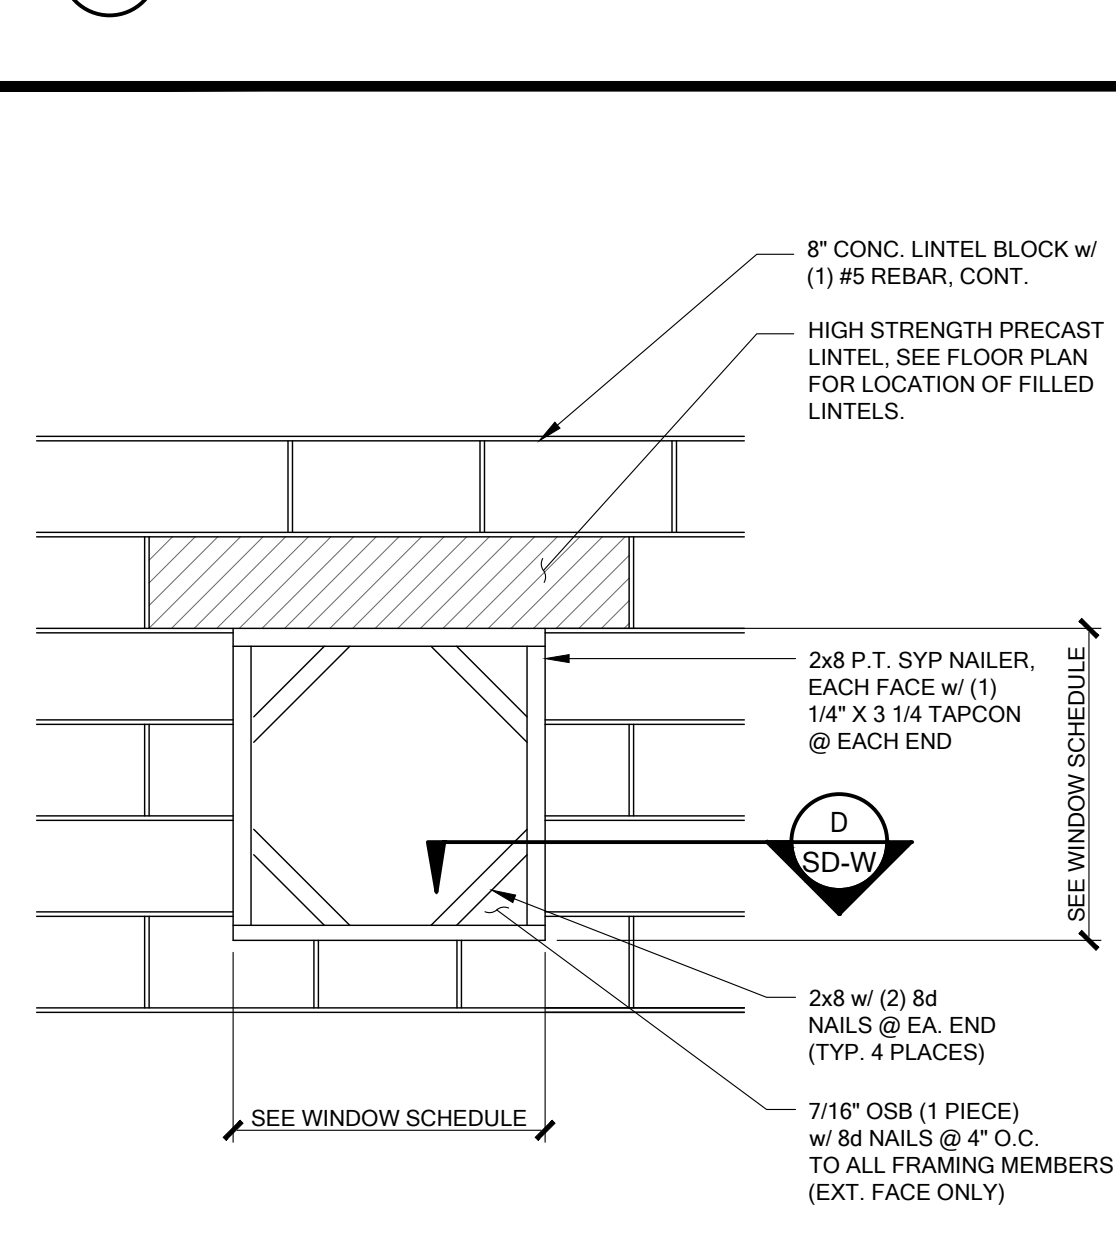 8" CONC. LINTEL BLOCK w/
(1) #5 REBAR, CONT.
HIGH STRENGTH PRECAST
LINTEL, SEE FLOOR PLAN
FOR LOCATION OF FILLED
LINTELS.
2x8 P.T. SYP NAILER,
EACH FACE w/ (1)
1/4" X 3 1/4 TAPCON
@ EACH END
SEE WINDOW SCHEDULE
D
SD-W
2x8 w/ (2) 8d
NAILS @ EA. END
(TYP. 4 PLACES)
SEE WINDOW SCHEDULE
7/16" OSB (1 PIECE)
w/ 8d NAILS @ 4" O.C.
TO ALL FRAMING MEMBERS
(EXT. FACE ONLY)